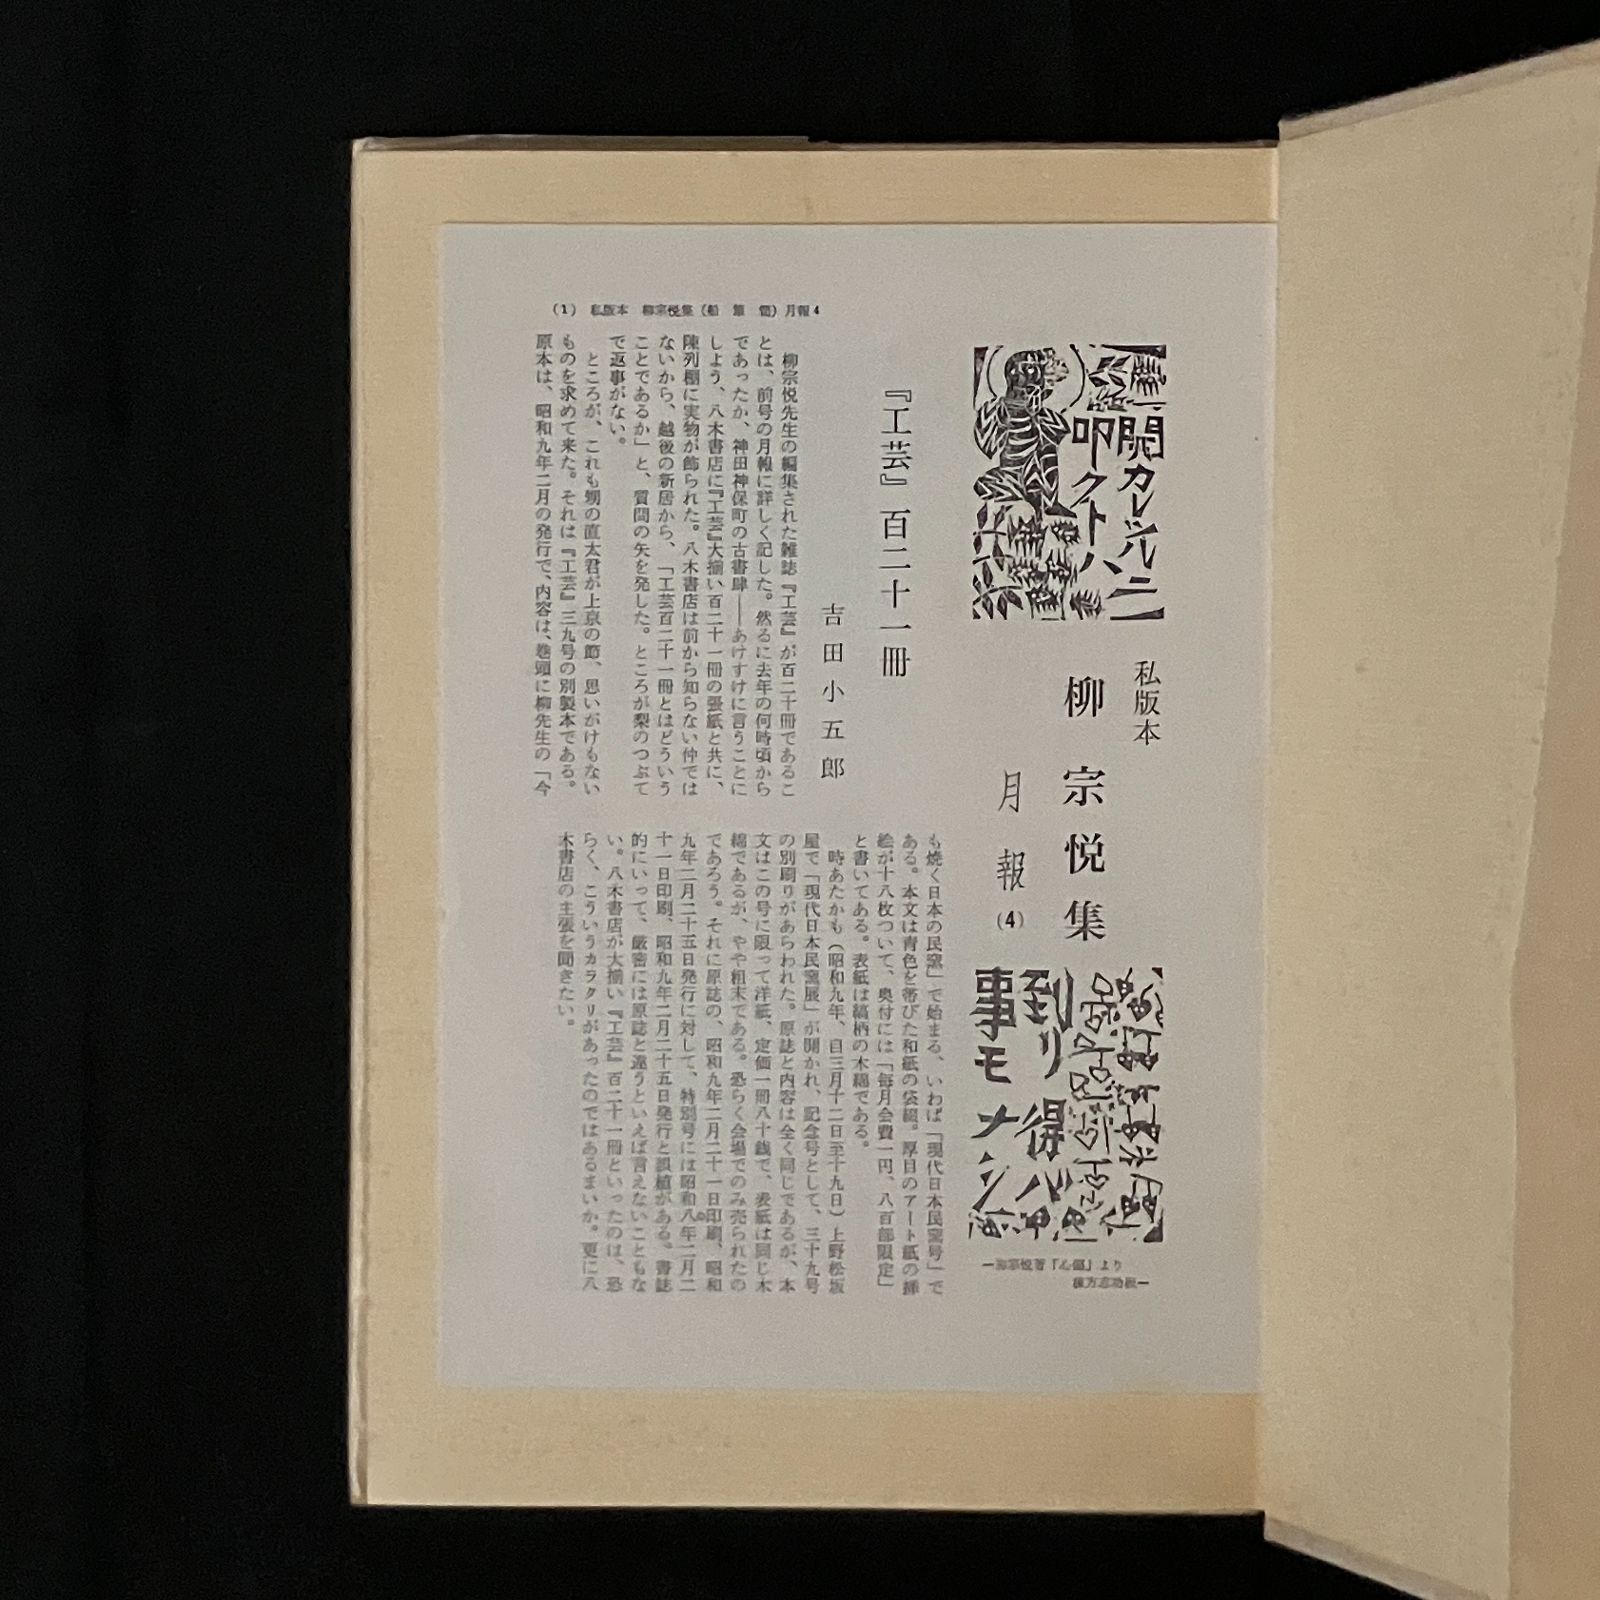 (1) 私版本 柳宗悦集(船箪笥)月報4
開カレツルニ
叩クトハ
私版本
柳宗悦集
月報
(4)
到リ得バ
事モナシ
―柳宗悦著「心偈」より
棟方志功板―
『工芸』百二十一冊
吉田小五郎
柳宗悦先生の編集された雑誌『工芸』が百二十冊であるこ
とは、前号の月報に詳しく記した。然るに去年の何時頃から
であったか、神田神保町の古書肆――あけすけに言うことに
しよう、八木書店に『工芸』大揃い百二十一冊の張紙と共に、
陳列棚に実物が飾られた。八木書店は前から知らない仲では
ないから、越後の新居から、「工芸百二十一冊とはどういう
ことであるか」と、質問の矢を発した。ところが梨のつぶて
で返事がない。
ところが、これも甥の直太君が上京の節、思いがけもない
ものを求めて来た。それは『工芸』三九号の別製本である。
原本は、昭和九年二月の発行で、内容は、巻頭に柳先生の「今
も焼く日本の民窯」で始まる、いわば「現代日本民窯号」で
ある。本文は青色を帯びた和紙の袋綴。厚目のアート紙の挿
絵が十八枚ついて、奥付には「毎月会費一円、八百部限定」
と書いてある。表紙は縞柄の木綿である。
時あたかも(昭和九年、自三月十二日至十九日)上野松坂
屋で「現代日本民窯展」が開かれ、記念号として、三十九号
の別刷りがあらわれた。原誌と内容は全く同じであるが、本
文はこの号に限って洋紙、定価一冊八十銭で、表紙は同じ木
綿であるが、やや粗末である。恐らく会場でのみ売られたの
であろう。それに原誌の、昭和九年二月二十一日印刷、昭和
九年二月二十五日発行に対して、特別号には昭和八年二月二
十一日印刷、昭和九年二月二十五日発行と誤植がある。書誌
的にいって、厳密には原誌と違うといえば言えないこともな
い。八木書店が大揃い『工芸』百二十一冊といったのは、恐
らく、こういうカラクリがあったのではあるまいか。更に八
木書店の主張を聞きたい。